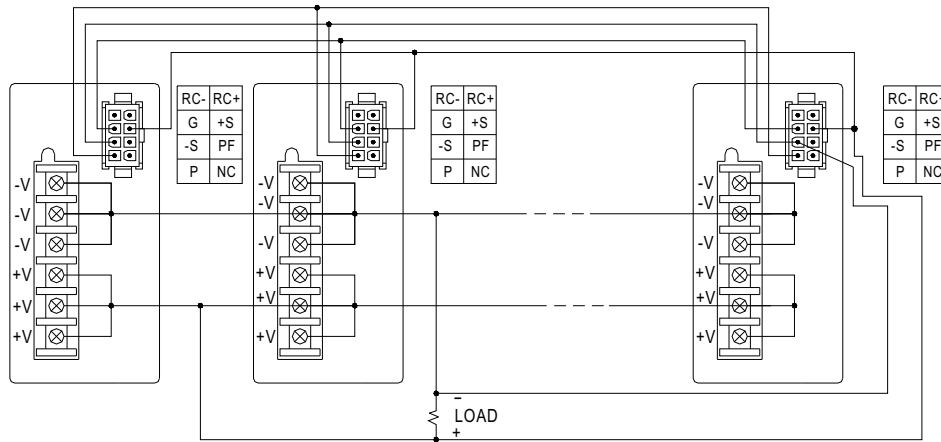 RC- RC+
G +S
-S PF
P NC
RC- RC+
G +S
-S PF
P NC
RC- RC+
G +S
-S PF
P NC
-V
-V
-V
+V
+V
+V
-V
-V
-V
+V
+V
+V
-V
-V
-V
+V
+V
+V
−
LOAD
+